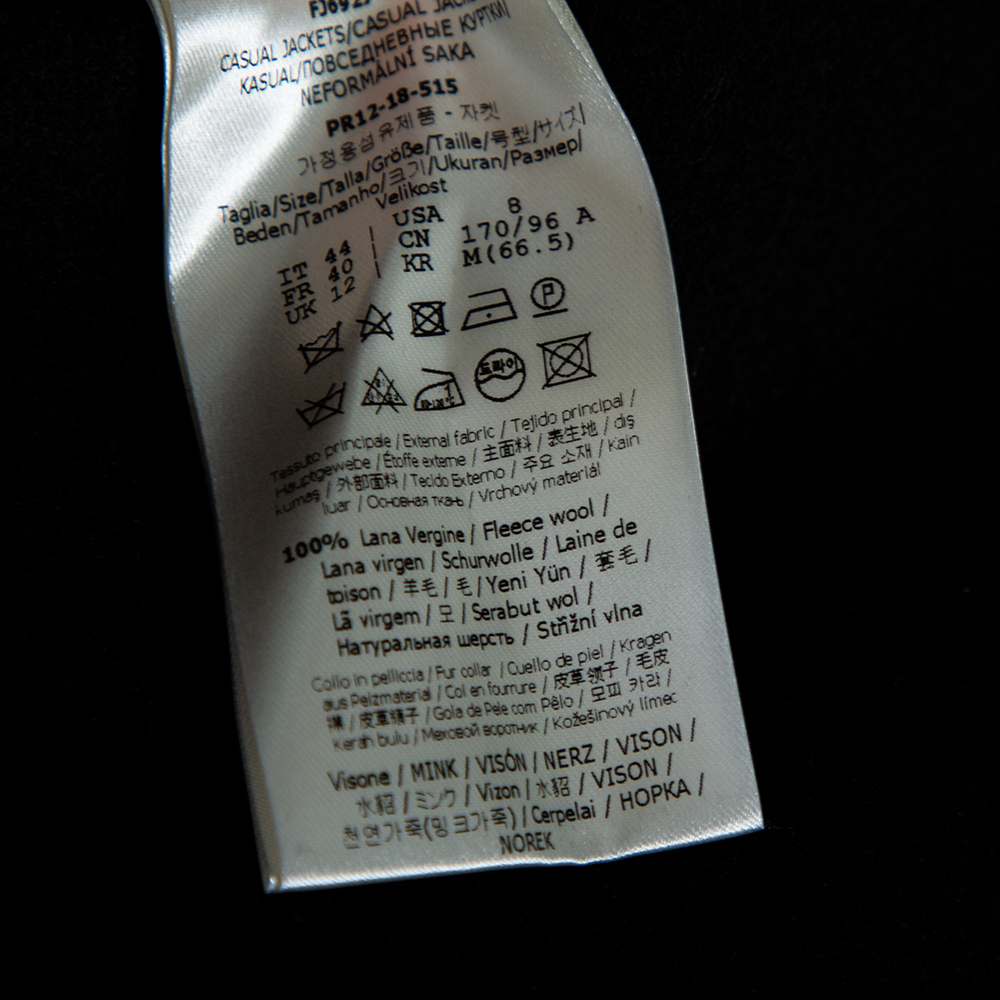 CASUAL JACKETS/CASUAL
KASUAL/ПОВСЕДНЕВНЫЕ КУРТКИ
NEFORMÁLNÍ SAKA
PR12-18-515
가정용섬유제품 - 자켓
Taglia/Size/Talla/Größe/Taille/号型/サイズ/
Beden/Tamanho/크기/Ukuran/Размер/
Velikost
IT 44
FR 40
UK 12
USA 8
CN 170/96 A
KR M(66.5)
P
드라이
Tessuto principale / External fabric / Tejido principal /
Hauptgewebe / Étoffe externe / 主面料 / 表生地 / dış
kumaş / 外部面料 / Tecido Externo / 주요 소재 / Kain
luar / Основная ткань / Vrchový materiál
100% Lana Vergine / Fleece wool /
Lana virgen / Schurwolle / Laine de
toison / 羊毛 / 毛 / Yeni Yün / 套毛 /
Lã virgem / 모 / Serabut wol /
Натуральная шерсть / Střižní vlna
Collo in pelliccia / Fur collar / Cuello de piel / Kragen
aus Pelzmaterial / Col en fourrure / 皮草领子 / 毛皮
襟 / 皮草領子 / Gola de Pele com Pêlo / 모피 카라 /
Kerah bulu / Меховой воротник / Kožešinový límec
Visone / MINK / VISÓN / NERZ / VISON /
水貂 / ミンク / Vizon / 水貂 / VISON /
천연가죽(밍크가죽) / Cerpelai / НОРКА /
NOREK